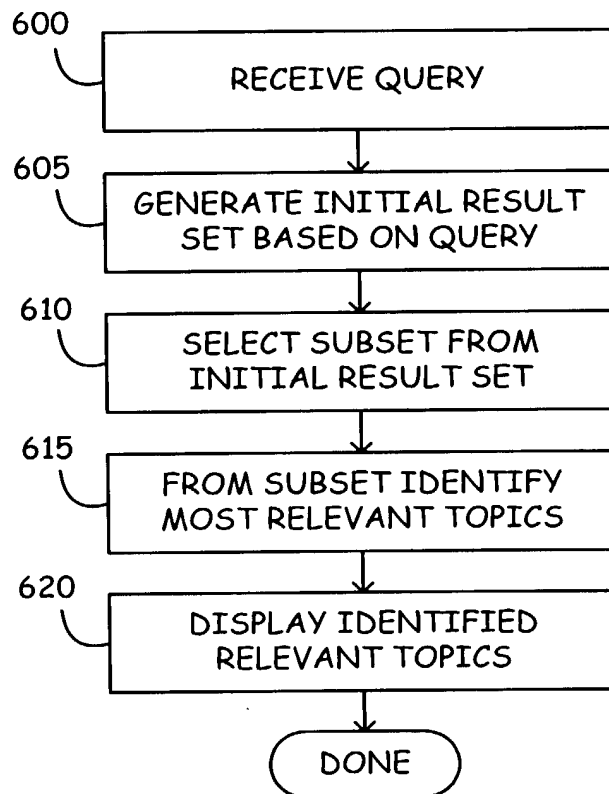 600
RECEIVE QUERY
605
GENERATE INITIAL RESULT
SET BASED ON QUERY
610
SELECT SUBSET FROM
INITIAL RESULT SET
615
FROM SUBSET IDENTIFY
MOST RELEVANT TOPICS
620
DISPLAY IDENTIFIED
RELEVANT TOPICS
DONE